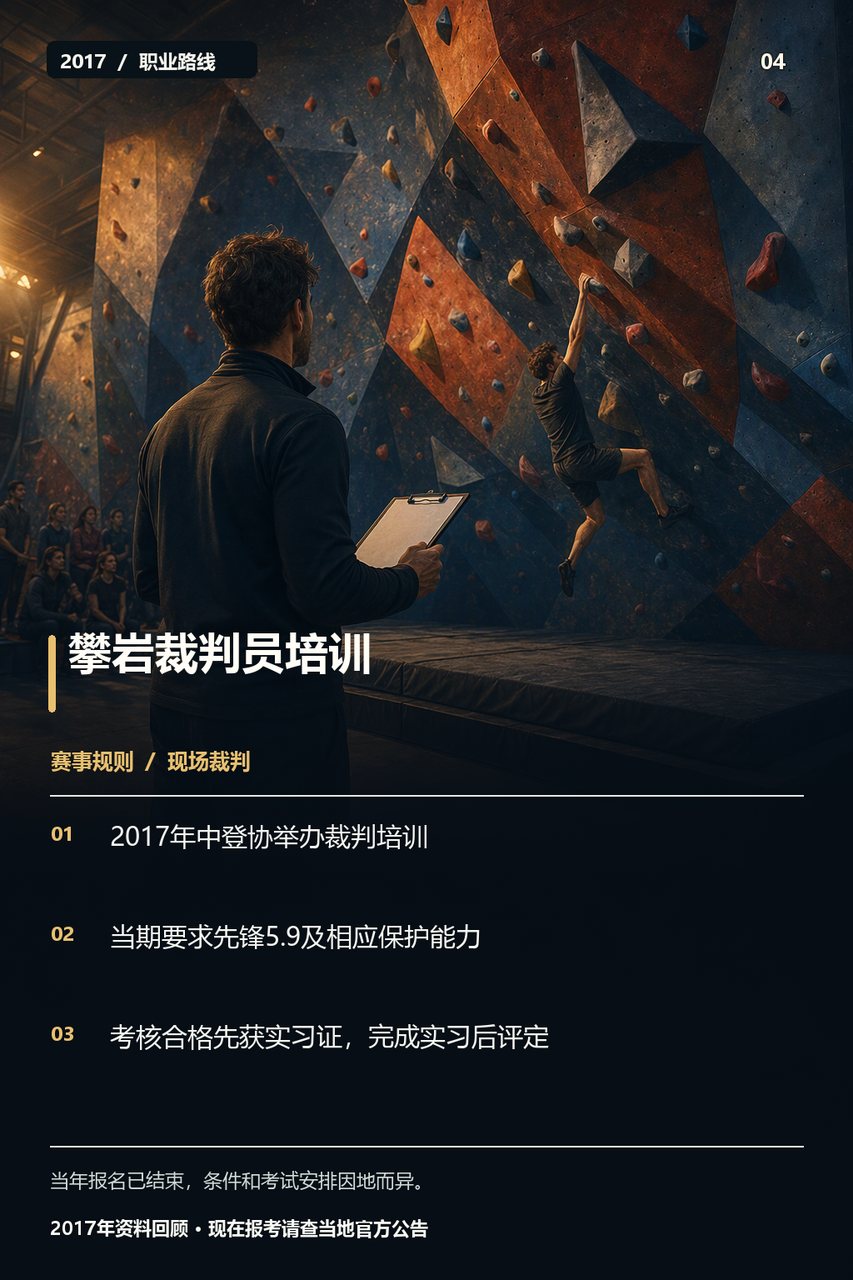 2017 / 职业路线
04
攀岩裁判员培训
赛事规则 / 现场裁判
01 2017年中登协举办裁判培训
02 当期要求先锋5.9及相应保护能力
03 考核合格先获实习证，完成实习后评定
当年报名已结束，条件和考试安排因地而异。
2017年资料回顾·现在报考请查当地官方公告